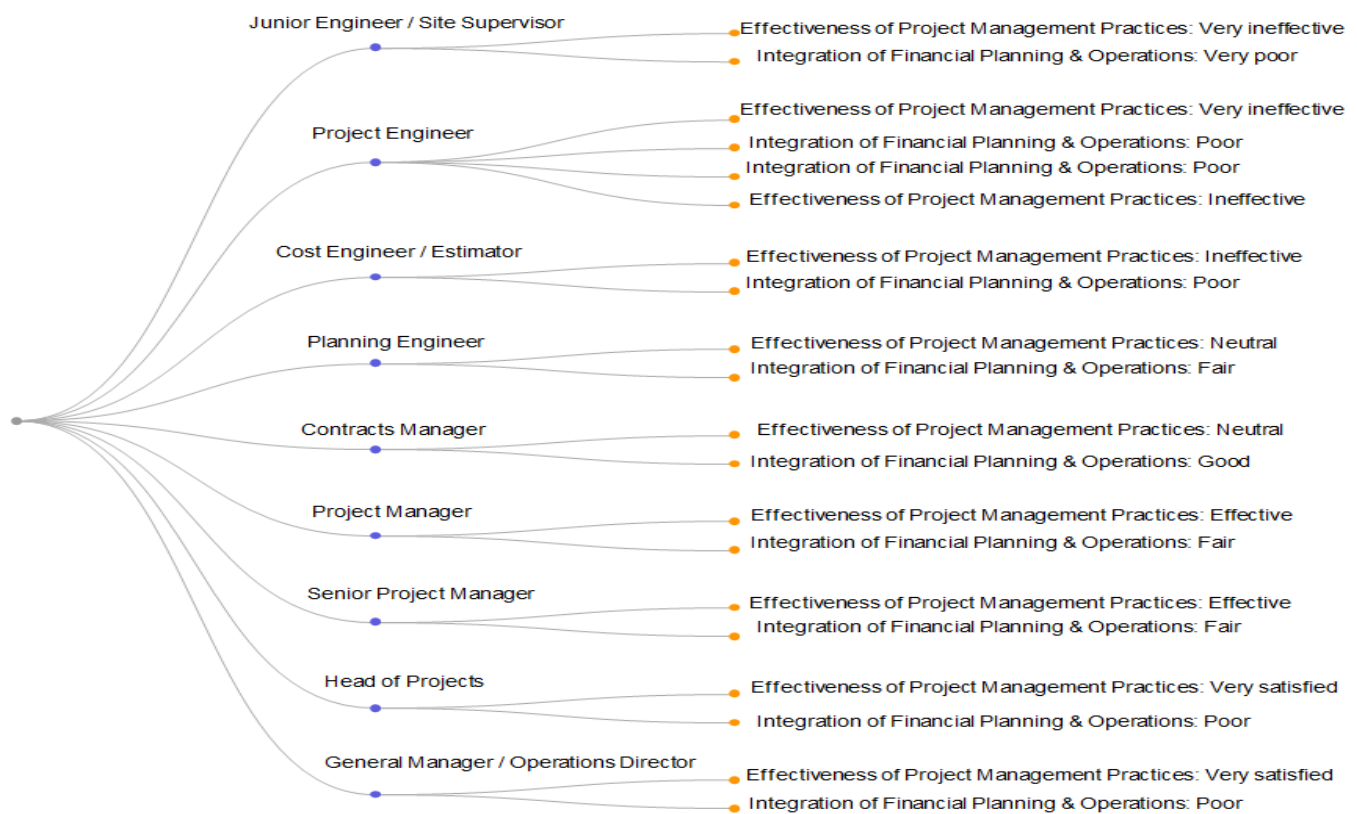 Junior Engineer / Site Supervisor
Effectiveness of Project Management Practices: Very ineffective
Integration of Financial Planning & Operations: Very poor
Project Engineer
Effectiveness of Project Management Practices: Very ineffective
Integration of Financial Planning & Operations: Poor
Integration of Financial Planning & Operations: Poor
Effectiveness of Project Management Practices: Ineffective
Cost Engineer / Estimator
Effectiveness of Project Management Practices: Ineffective
Integration of Financial Planning & Operations: Poor
Planning Engineer
Effectiveness of Project Management Practices: Neutral
Integration of Financial Planning & Operations: Fair
Contracts Manager
Effectiveness of Project Management Practices: Neutral
Integration of Financial Planning & Operations: Good
Project Manager
Effectiveness of Project Management Practices: Effective
Integration of Financial Planning & Operations: Fair
Senior Project Manager
Effectiveness of Project Management Practices: Effective
Integration of Financial Planning & Operations: Fair
Head of Projects
Effectiveness of Project Management Practices: Very satisfied
Integration of Financial Planning & Operations: Poor
General Manager / Operations Director
Effectiveness of Project Management Practices: Very satisfied
Integration of Financial Planning & Operations: Poor